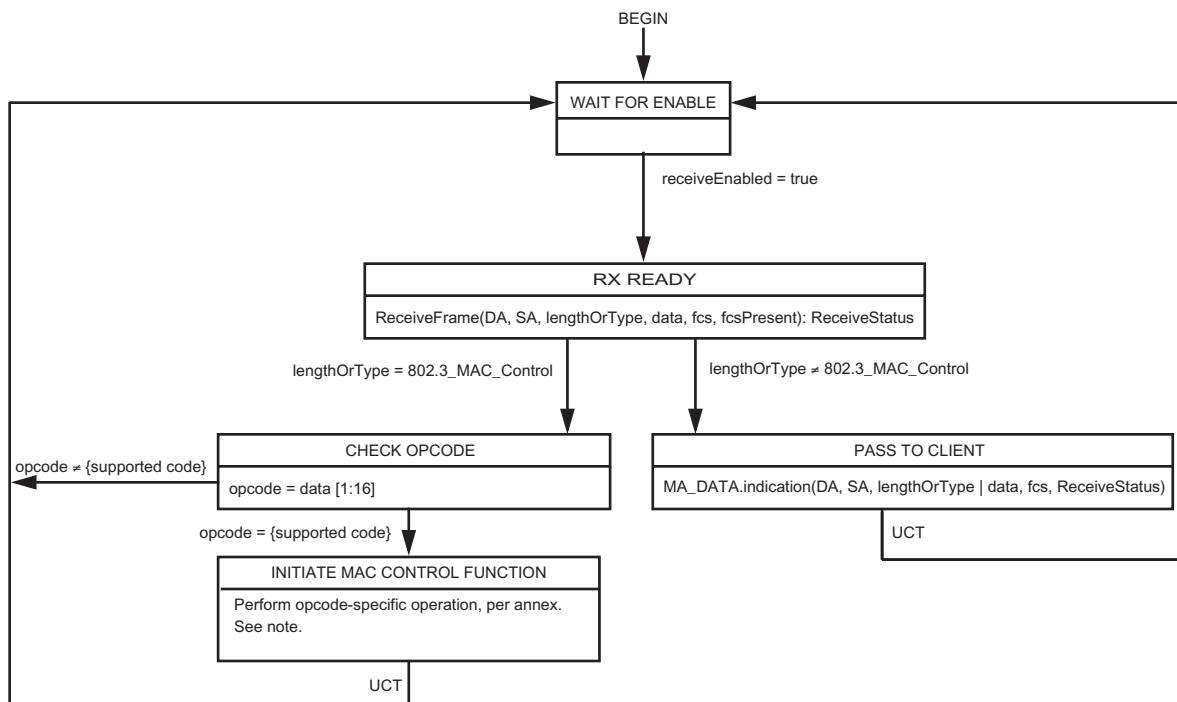 BEGIN
WAIT FOR ENABLE
receiveEnabled = true
RX READY
ReceiveFrame(DA, SA, lengthOrType, data, fcs, fcsPresent): ReceiveStatus
lengthOrType = 802.3_MAC_Control
lengthOrType ≠ 802.3_MAC_Control
CHECK OPCODE
opcode = data [1:16]
PASS TO CLIENT
MA_DATA.indication(DA, SA, lengthOrType | data, fcs, ReceiveStatus)
opcode ≠ {supported code}
UCT
opcode = {supported code}
INITIATE MAC CONTROL FUNCTION
Perform opcode-specific operation, per annex.
See note.
UCT